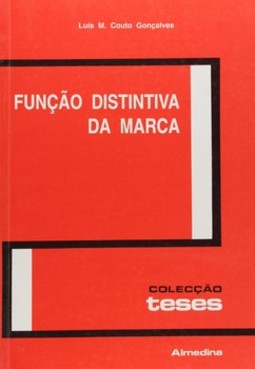 Luís M. Couto Gonçalves
FUNÇÃO DISTINTIVA
DA MARCA
COLECÇÃO
teses
Almedina